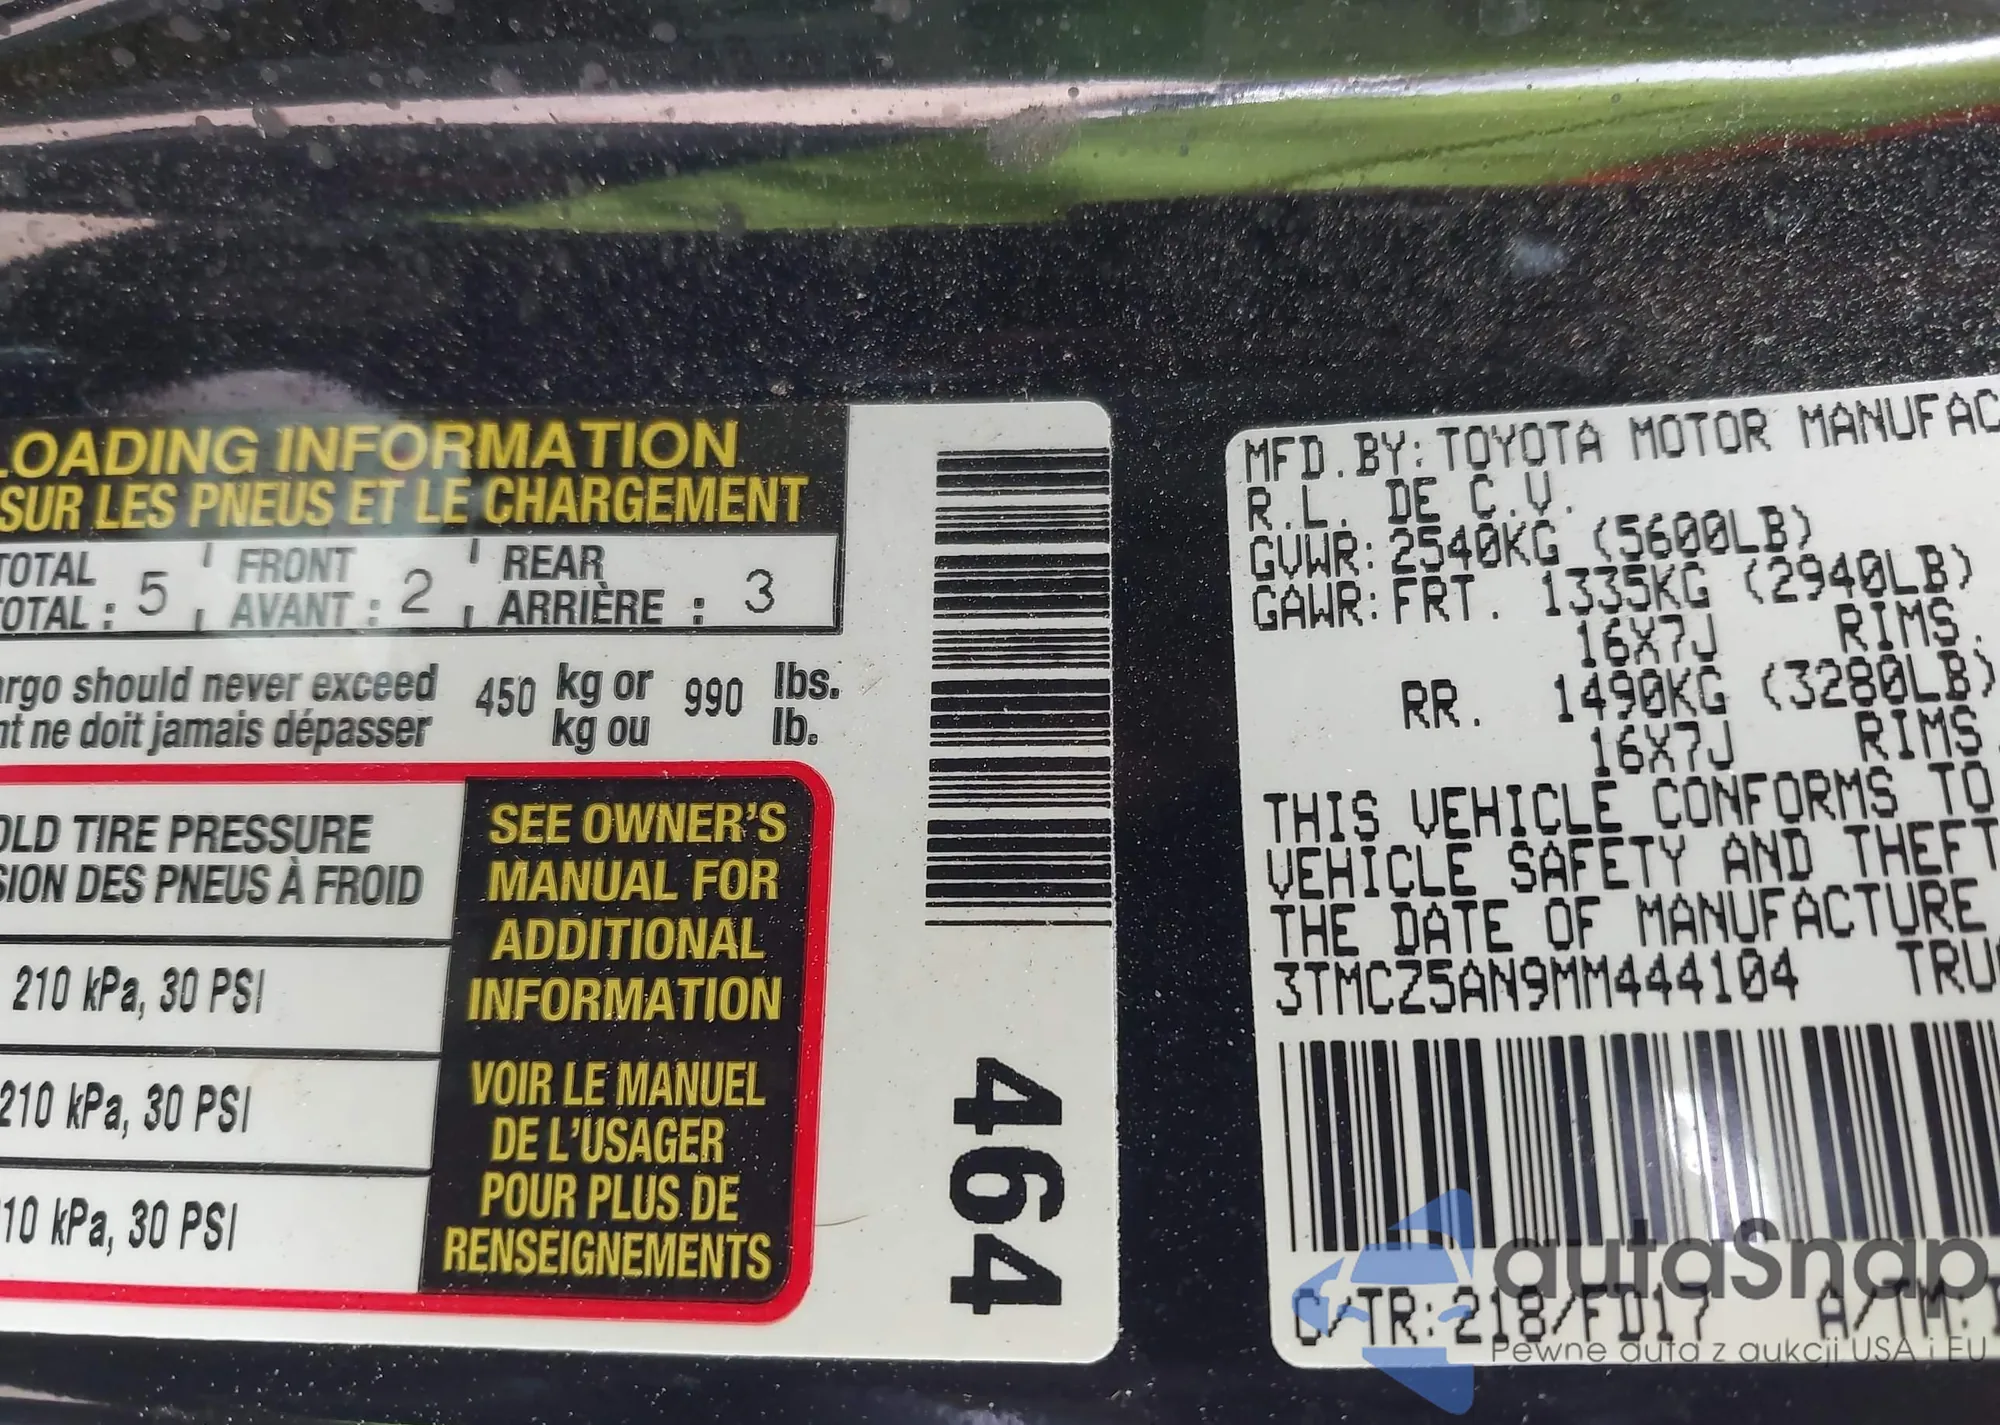 LOADING INFORMATION
SUR LES PNEUS ET LE CHARGEMENT
TOTAL FRONT REAR
TOTAL : 5 AVANT : 2 ARRIÈRE : 3
argo should never exceed 450 kg or 990 lbs.
nt ne doit jamais dépasser kg ou lb.
OLD TIRE PRESSURE
SION DES PNEUS À FROID
210 kPa, 30 PSI
210 kPa, 30 PSI
10 kPa, 30 PSI
SEE OWNER'S
MANUAL FOR
ADDITIONAL
INFORMATION
VOIR LE MANUEL
DE L'USAGER
POUR PLUS DE
RENSEIGNEMENTS
464
MFD.BY:TOYOTA MOTOR MANUFAC
R.L. DE C.V.
GVWR:2540KG (5600LB)
GAWR:FRT. 1335KG (2940LB)
16X7J RIMS.
RR. 1490KG (3280LB)
16X7J RIMS.
THIS VEHICLE CONFORMS TO
VEHICLE SAFETY AND THEFT
THE DATE OF MANUFACTURE
3TMCZ5AN9MM444104 TRU
C/TR:218/FD17 A/TM:
autaSnap
Pewne auta z aukcji USA i EU